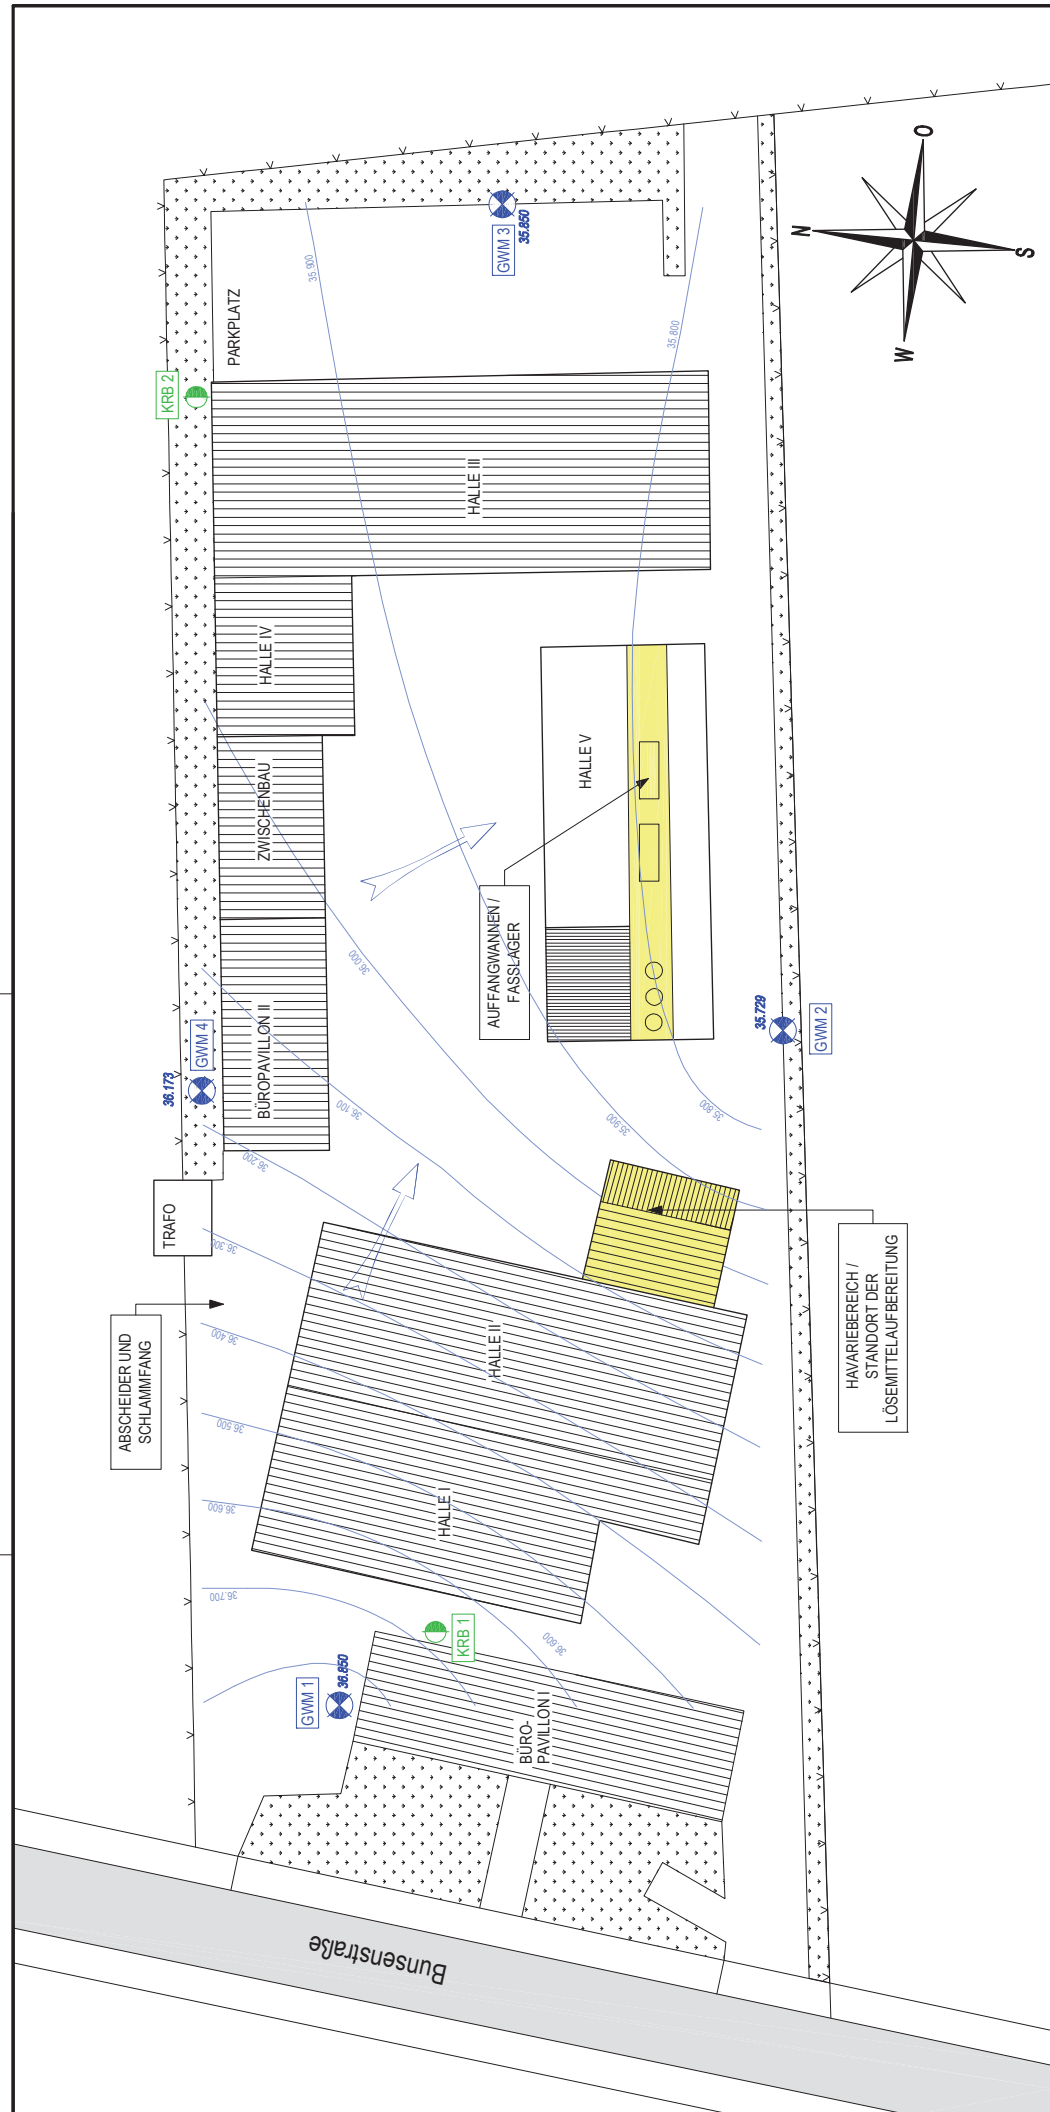 O
N
S
W
GWM 3
35.850
35.900
35.800
PARKPLATZ
KRB 2
HALLE III
HALLE IV
ZWISCHENBAU
HALLE V
AUFFANGWANNEN /
FASSLAGER
36.000
BÜROPAVILLON II
GWM 4
36.173
35.729
GWM 2
36.100
35.900
35.800
36.200
TRAFO
36.300
ABSCHEIDER UND
SCHLAMMFANG
36.400
HALLE II
HAVARIEBEREICH /
STANDORT DER
LÖSEMITTELAUFBEREITUNG
36.500
HALLE I
36.600
36.700
KRB 1
36.600
GWM 1
36.850
BÜRO-
PAVILLON I
Bunsenstraße